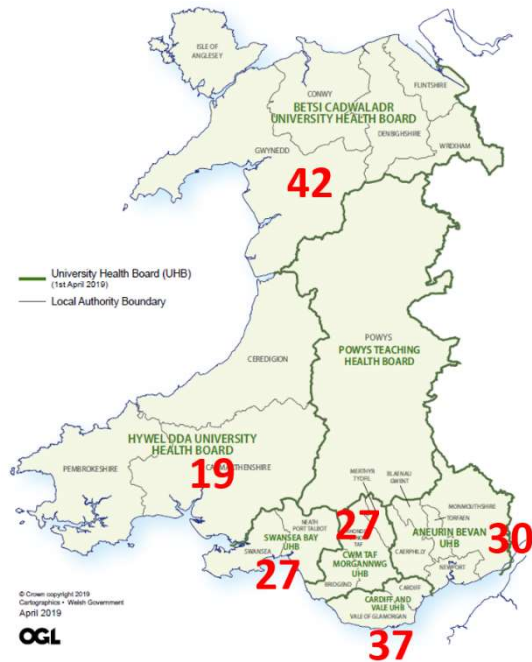 ISLE OF
ANGLESEY
CONWY
FLINTSHIRE
BETSI CADWALADR
UNIVERSITY HEALTH BOARD
DENBIGHSHIRE
WREXHAM
GWYNEDD
42
University Health Board (UHB)
(1st April 2019)
Local Authority Boundary
POWYS
POWYS TEACHING
HEALTH BOARD
CEREDIGION
HYWEL DDA UNIVERSITY
HEALTH BOARD
PEMBROKESHIRE
CARMARTHENSHIRE
19
MERTHYR
TYDFIL
BLAENAU
GWENT
MONMOUTHSHIRE
TORFAEN
NEATH
PORT TALBOT
SWANSEA BAY
UHB
SWANSEA
27
27
TAF
CWM TAF
MORGANNWG
UHB
BRIDGEND
CAERPHILLY
ANEURIN BEVAN
UHB
30
NEWPORT
CARDIFF
CARDIFF AND
VALE UHB
VALE OF GLAMORGAN
37
© Crown copyright 2019
Cartographics • Welsh Government
April 2019
OGL